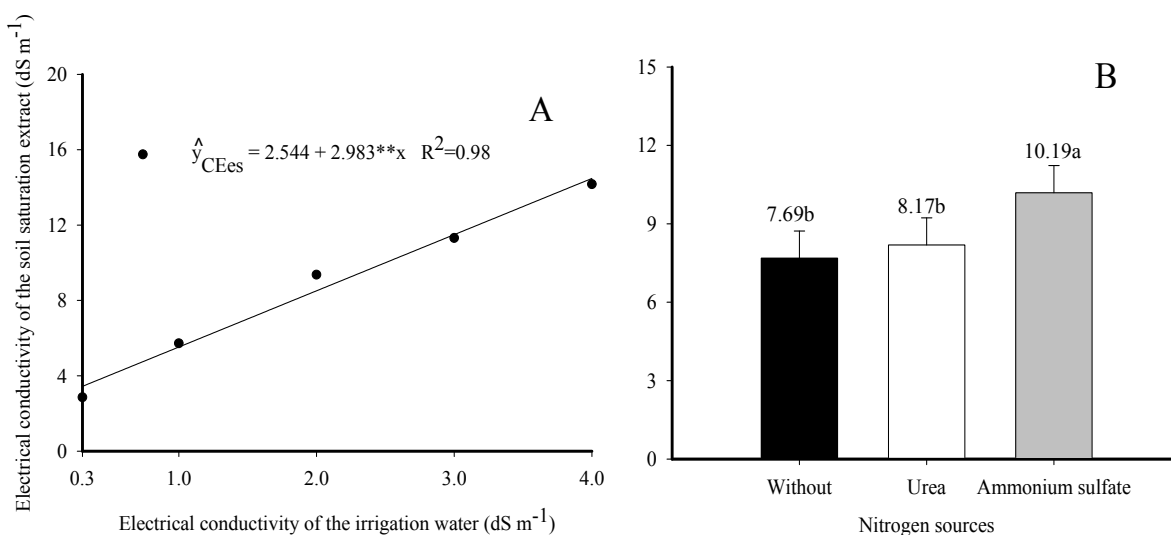 Electrical conductivity of the soil saturation extract (dS m⁻¹)
20
16
12
8
4
0
A
ŷ_CEes = 2.544 + 2.983**x R²=0.98
0.3 1.0 2.0 3.0 4.0
Electrical conductivity of the irrigation water (dS m⁻¹)
15
12
9
6
3
0
B
7.69b 8.17b 10.19a
Without Urea Ammonium sulfate
Nitrogen sources